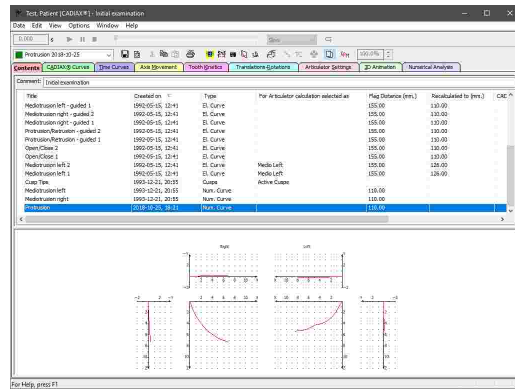 Test, Patient [CADIAX®] - Initial examination
Data Edit View Options Window Help
0.000 s Slow
Protrusion 2018-10-25 100.0%
Contents CADIAX® Curves Time Curves Axis Movement Tooth Kinetics Translations-Rotations Articulator Settings 3D Animation Numerical Analysis
Comment: Initial examination
Title Created on Type For Articulator calculation selected as Flag Distance (mm.) Recalculated to (mm.)
Mediotrusion left - guided 1 1992-05-15, 12:41 El. Curve 155.00 110.00
Mediotrusion right - guided 2 1992-05-15, 12:41 El. Curve 155.00 110.00
Mediotrusion right - guided 1 1992-05-15, 12:41 El. Curve 155.00 110.00
Protrusion/Retrusion - guided 2 1992-05-15, 12:41 El. Curve 155.00 110.00
Protrusion/Retrusion - guided 1 1992-05-15, 12:41 El. Curve 155.00 110.00
Open/Close 2 1992-05-15, 12:41 El. Curve 155.00 110.00
Open/Close 1 1992-05-15, 12:41 El. Curve 155.00 110.00
Mediotrusion left 2 1992-05-15, 12:41 El. Curve Medio Left 155.00 126.00
Mediotrusion left 1 1992-05-15, 12:41 El. Curve Medio Left 155.00 126.00
Cusp Tips 1993-12-21, 20:55 Cusps Active Cusps
Mediotrusion left 1993-12-21, 20:55 Num. Curve 110.00
Mediotrusion right 1993-12-21, 20:55 Num. Curve 110.00
Protrusion 2018-10-25, 18:21 Num. Curve 110.00
Right Left
For Help, press F1